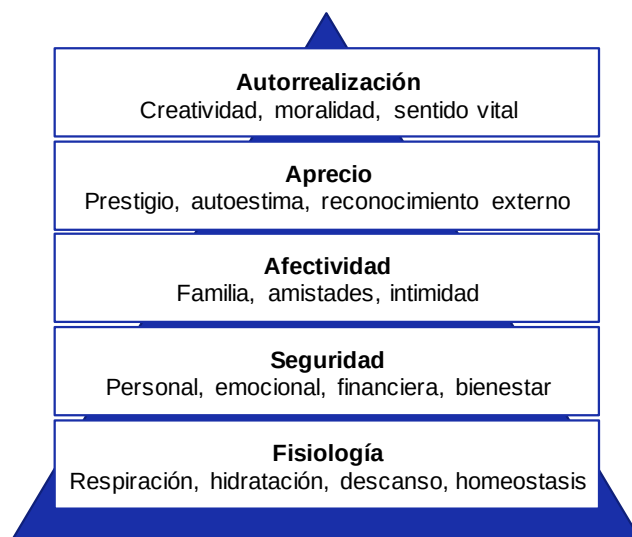 Autorrealización
Creatividad, moralidad, sentido vital
Aprecio
Prestigio, autoestima, reconocimiento externo
Afectividad
Familia, amistades, intimidad
Seguridad
Personal, emocional, financiera, bienestar
Fisiología
Respiración, hidratación, descanso, homeostasis